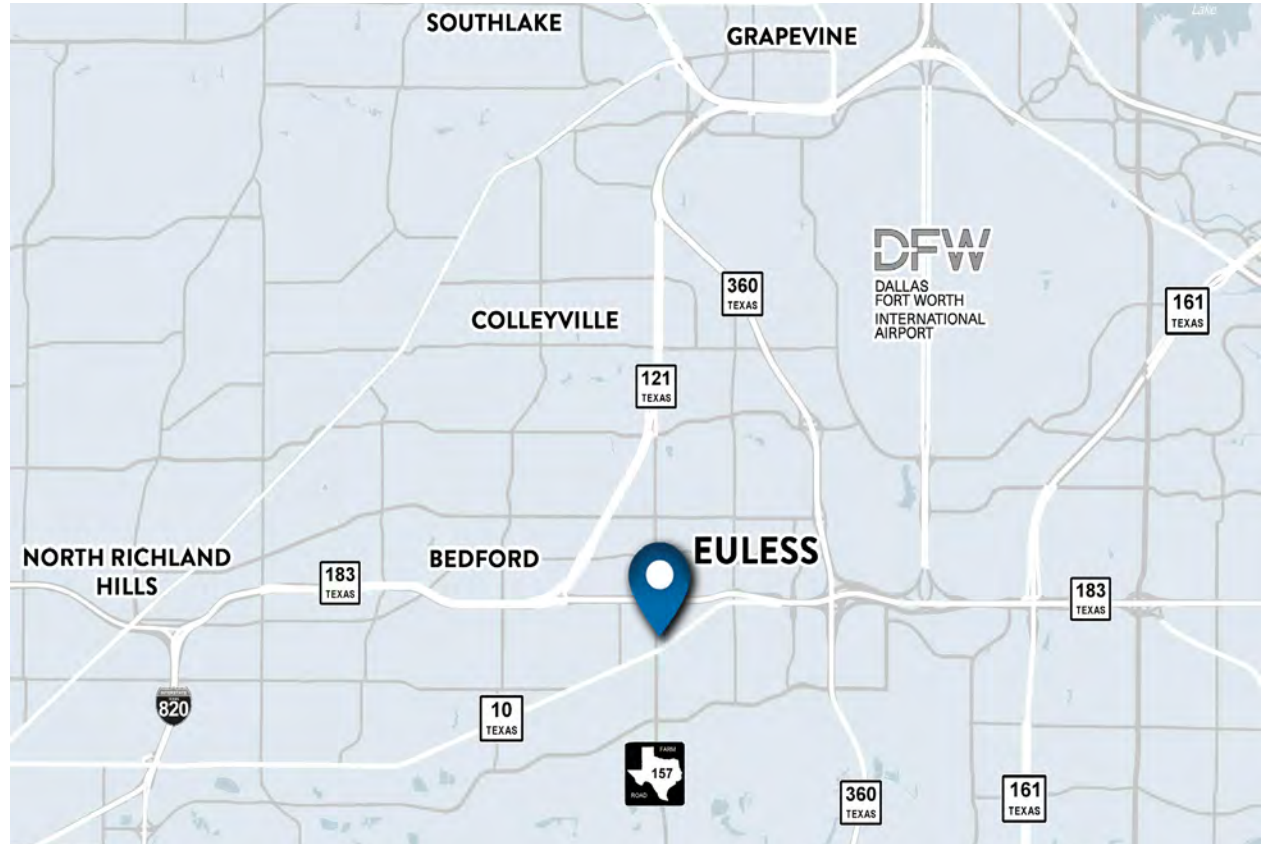 Lake
SOUTHLAKE
GRAPEVINE
DFW
DALLAS
FORT WORTH
INTERNATIONAL
AIRPORT
360
TEXAS
161
TEXAS
COLLEYVILLE
121
TEXAS
NORTH RICHLAND
HILLS
BEDFORD
EULESS
183
TEXAS
183
TEXAS
820
10
TEXAS
FARM
157
ROAD
360
TEXAS
161
TEXAS